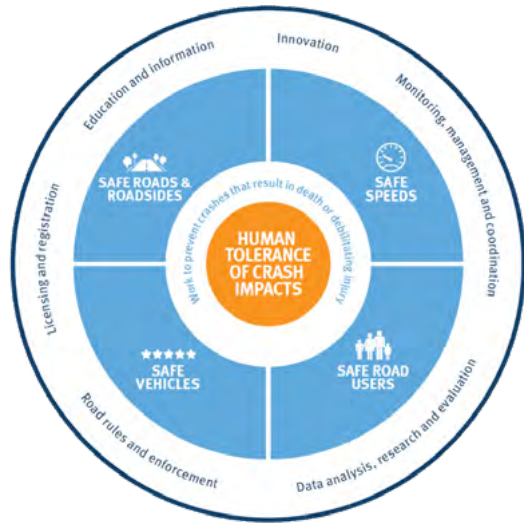 Innovation
Education and information
Monitoring, management and coordination
SAFE ROADS &
ROADSIDES
SAFE
SPEEDS
Work to prevent crashes that result in death or debilitating injury
HUMAN
TOLERANCE
OF CRASH
IMPACTS
Licensing and registration
SAFE
VEHICLES
SAFE ROAD
USERS
Road rules and enforcement
Data analysis, research and evaluation